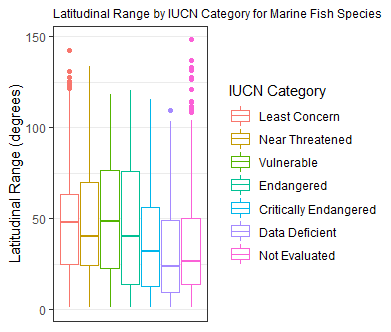 Latitudinal Range by IUCN Category for Marine Fish Species
Latitudinal Range (degrees)
150
100
50
0
IUCN Category
Least Concern
Near Threatened
Vulnerable
Endangered
Critically Endangered
Data Deficient
Not Evaluated